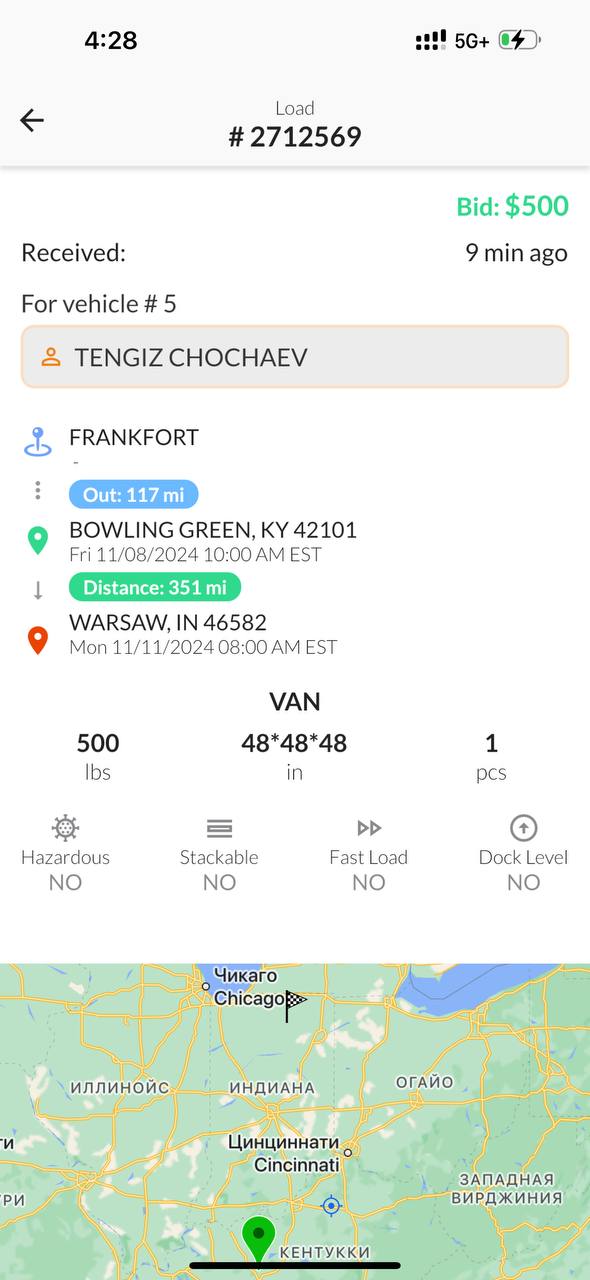 4:28
5G+
Load
# 2712569
Bid: $500
Received:
9 min ago
For vehicle # 5
TENGIZ CHOCHAEV
FRANKFORT
-
Out: 117 mi
BOWLING GREEN, KY 42101
Fri 11/08/2024 10:00 AM EST
Distance: 351 mi
WARSAW, IN 46582
Mon 11/11/2024 08:00 AM EST
VAN
500
48*48*48
1
lbs
in
pcs
Hazardous
Stackable
Fast Load
Dock Level
NO
NO
NO
NO
Чикаго
Chicago
ИЛЛИНОЙС
ИНДИАНА
ОГАЙО
ти
Цинциннати
Cincinnati
ЗАПАДНАЯ
ВИРДЖИНИЯ
УРИ
КЕНТУККИ